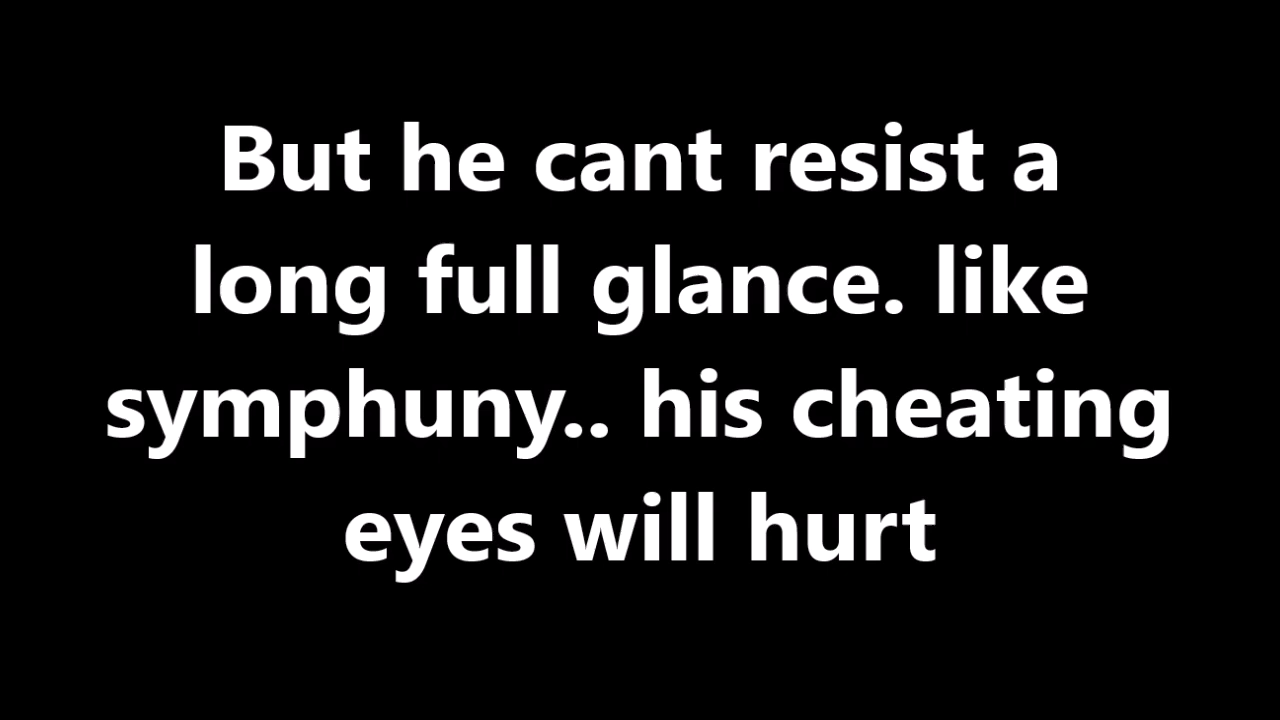 But he cant resist a
long full glance. like
symphuny.. his cheating
eyes will hurt